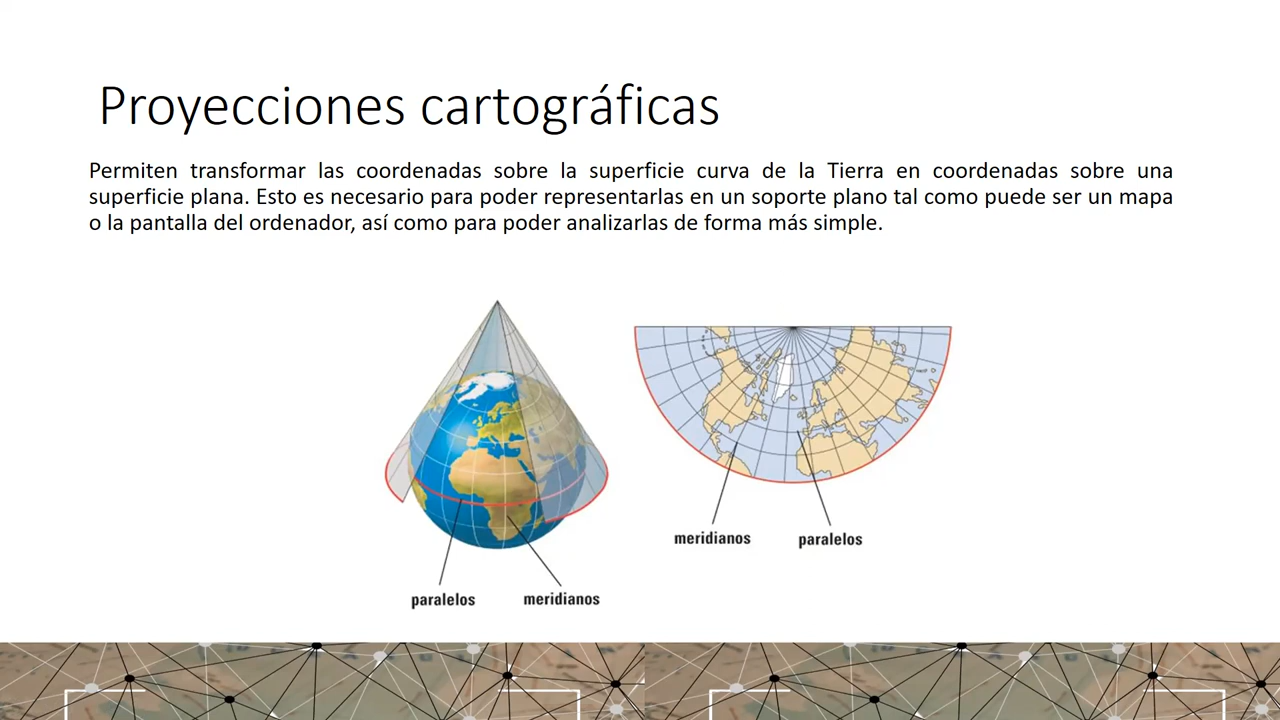 Proyecciones cartográficas
Permiten transformar las coordenadas sobre la superficie curva de la Tierra en coordenadas sobre una
superficie plana. Esto es necesario para poder representarlas en un soporte plano tal como puede ser un mapa
o la pantalla del ordenador, así como para poder analizarlas de forma más simple.
meridianos
paralelos
paralelos
meridianos